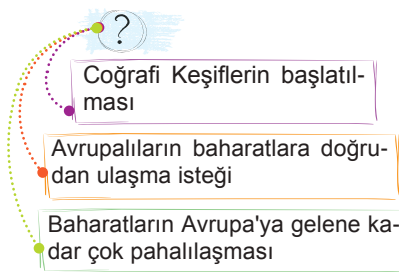 ?
Coğrafi Keşiflerin başlatıl-
ması
Avrupalıların baharatlara doğru-
dan ulaşma isteği
Baharatların Avrupa'ya gelene ka-
dar çok pahalılaşması